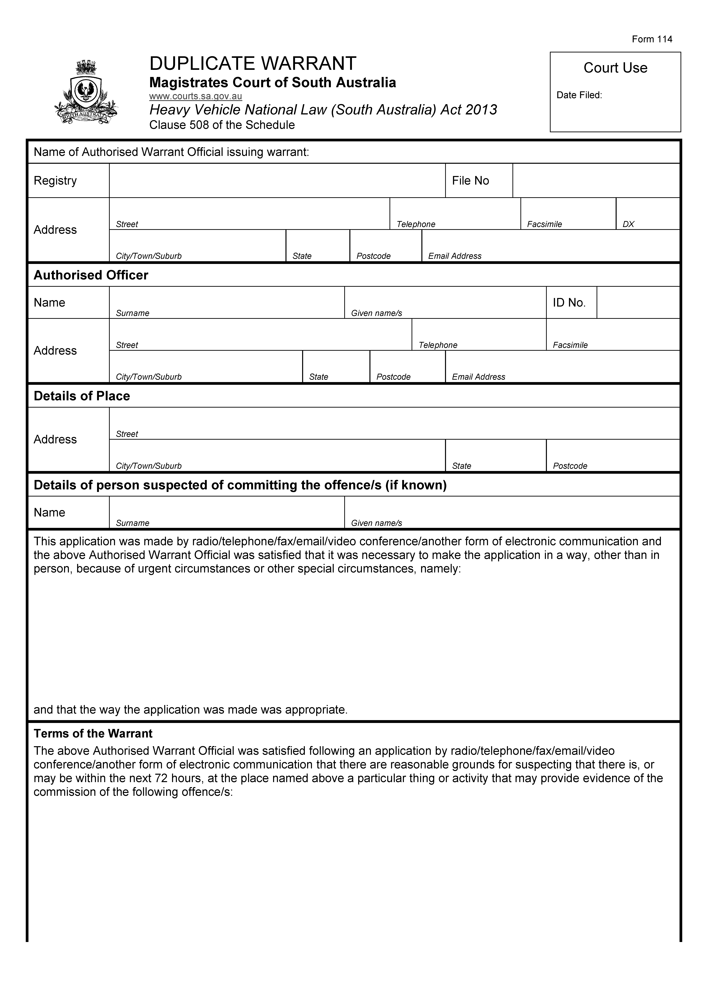 Form 114
DUPLICATE WARRANT
Magistrates Court of South Australia
www.courts.sa.gov.au
Heavy Vehicle National Law (South Australia) Act 2013
Clause 508 of the Schedule
Court Use
Date Filed:
SOUTH AUSTRALIA
Name of Authorised Warrant Official issuing warrant:
Registry
File No
Address
Street
Telephone
Facsimile
DX
City/Town/Suburb
State
Postcode
Email Address
Authorised Officer
Name
Surname
Given name/s
ID No.
Address
Street
Telephone
Facsimile
City/Town/Suburb
State
Postcode
Email Address
Details of Place
Address
Street
City/Town/Suburb
State
Postcode
Details of person suspected of committing the offence/s (if known)
Name
Surname
Given name/s
This application was made by radio/telephone/fax/email/video conference/another form of electronic communication and
the above Authorised Warrant Official was satisfied that it was necessary to make the application in a way, other than in
person, because of urgent circumstances or other special circumstances, namely:
and that the way the application was made was appropriate.
Terms of the Warrant
The above Authorised Warrant Official was satisfied following an application by radio/telephone/fax/email/video
conference/another form of electronic communication that there are reasonable grounds for suspecting that there is, or
may be within the next 72 hours, at the place named above a particular thing or activity that may provide evidence of the
commission of the following offence/s: